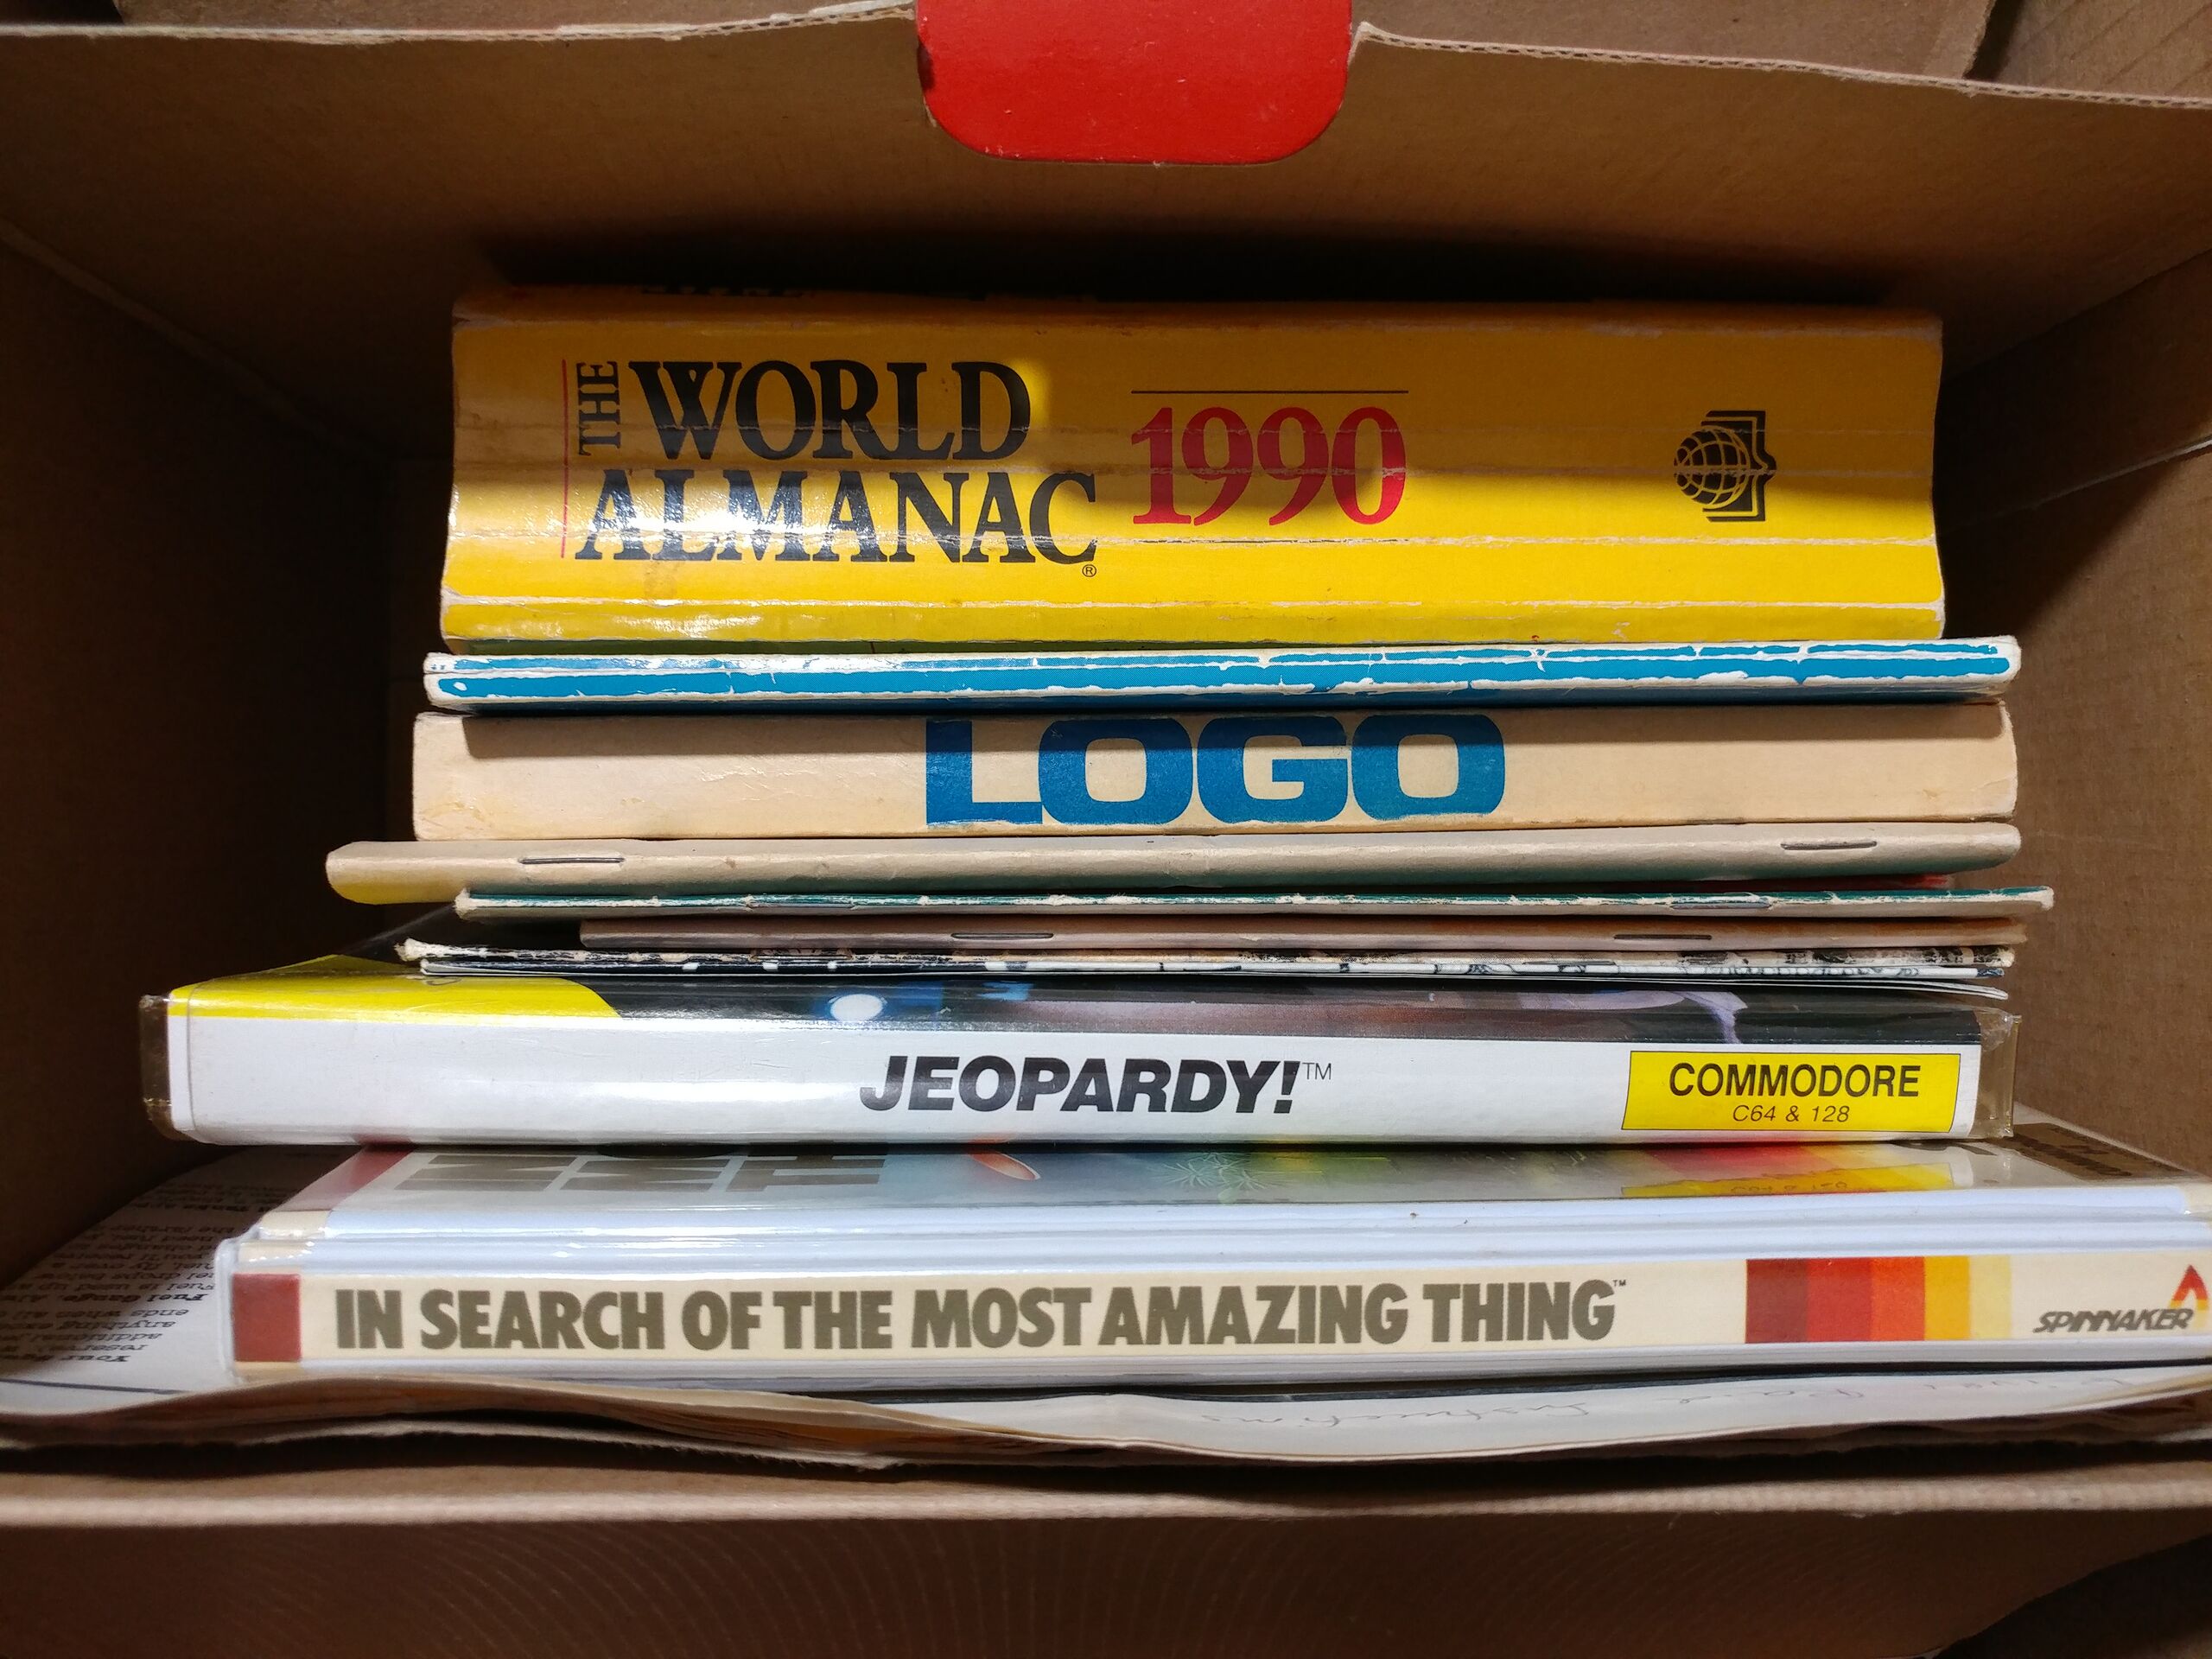 THE WORLD
ALMANAC®
1990
LOGO
JEOPARDY!™
COMMODORE
C64 & 128
IN SEARCH OF THE MOST AMAZING THING™
SPINNAKER